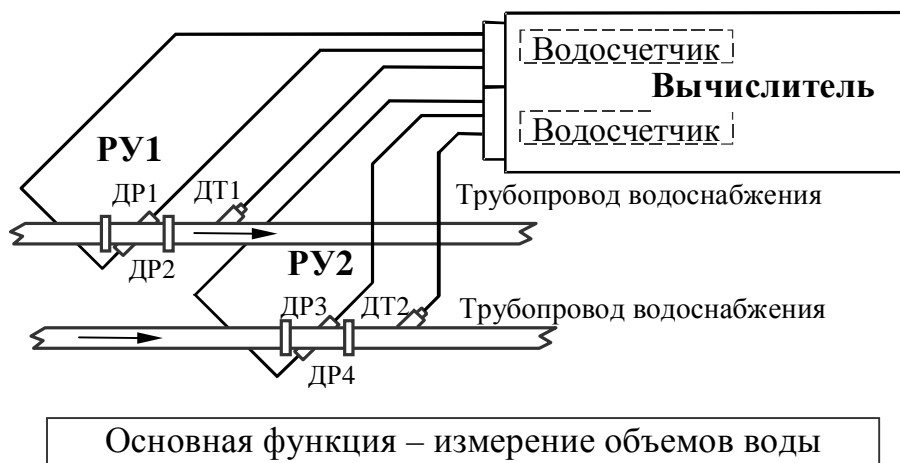 Водосчетчик
Вычислитель
Водосчетчик
РУ1
ДР1
ДТ1
Трубопровод водоснабжения
ДР2
РУ2
ДР3
ДТ2
Трубопровод водоснабжения
ДР4
Основная функция – измерение объемов воды